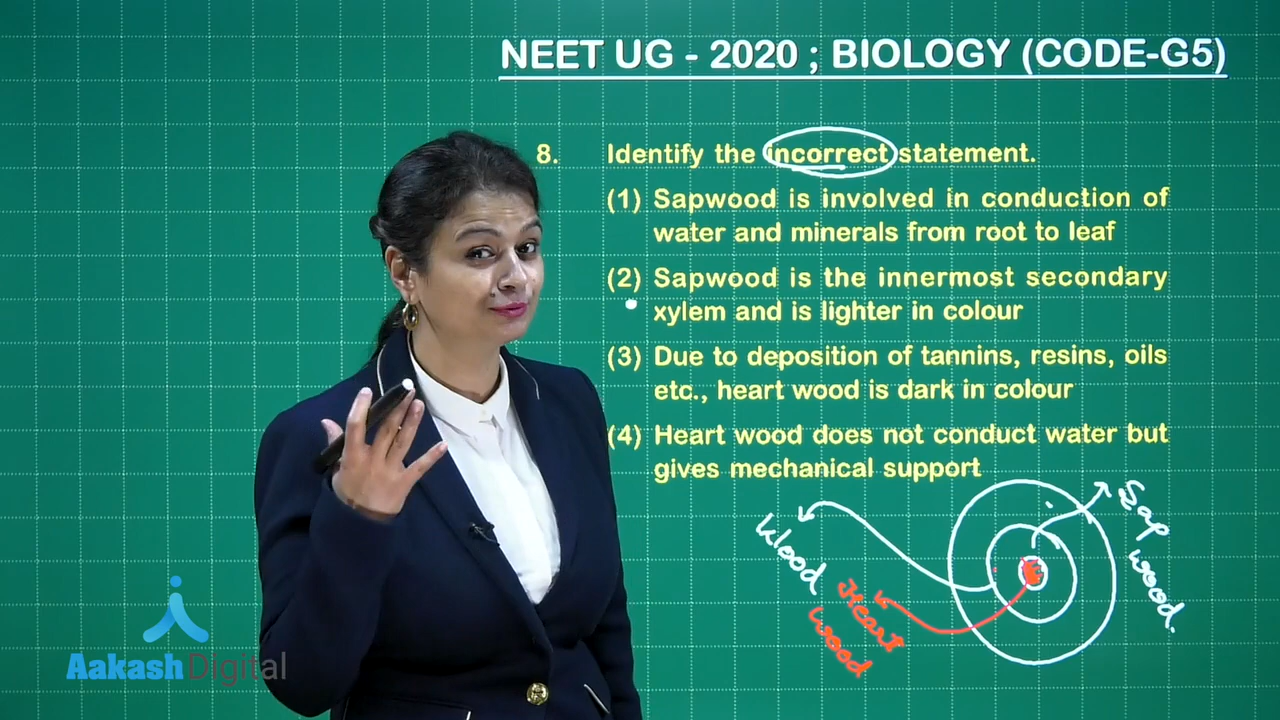 NEET UG - 2020 ; BIOLOGY (CODE-G5)
8. Identify the incorrect statement.
(1) Sapwood is involved in conduction of
water and minerals from root to leaf
(2) Sapwood is the innermost secondary
xylem and is lighter in colour
(3) Due to deposition of tannins, resins, oils
etc., heart wood is dark in colour
(4) Heart wood does not conduct water but
gives mechanical support
Sap
wood.
Wood
Heart
wood
Aakash Digital